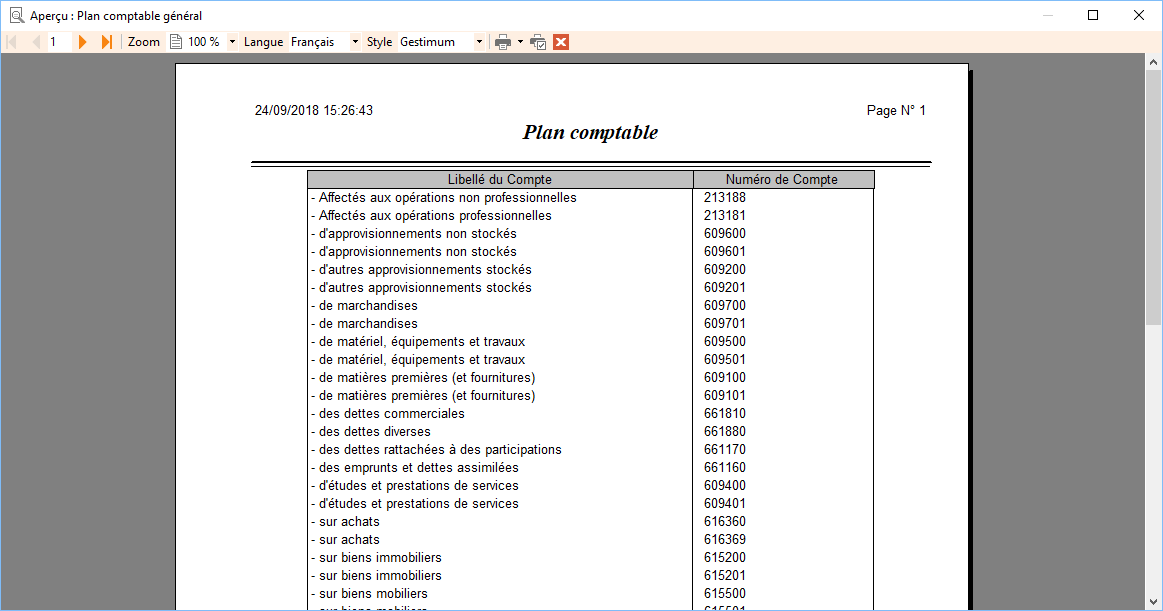 Aperçu : Plan comptable général
1 Zoom 100 % Langue Français Style Gestimum
24/09/2018 15:26:43 Page N° 1
Plan comptable
Libellé du Compte Numéro de Compte
- Affectés aux opérations non professionnelles 213188
- Affectés aux opérations professionnelles 213181
- d'approvisionnements non stockés 609600
- d'approvisionnements non stockés 609601
- d'autres approvisionnements stockés 609200
- d'autres approvisionnements stockés 609201
- de marchandises 609700
- de marchandises 609701
- de matériel, équipements et travaux 609500
- de matériel, équipements et travaux 609501
- de matières premières (et fournitures) 609100
- de matières premières (et fournitures) 609101
- des dettes commerciales 661810
- des dettes diverses 661880
- des dettes rattachées à des participations 661170
- des emprunts et dettes assimilées 661160
- d'études et prestations de services 609400
- d'études et prestations de services 609401
- sur achats 616360
- sur achats 616369
- sur biens immobiliers 615200
- sur biens immobiliers 615201
- sur biens mobiliers 615500